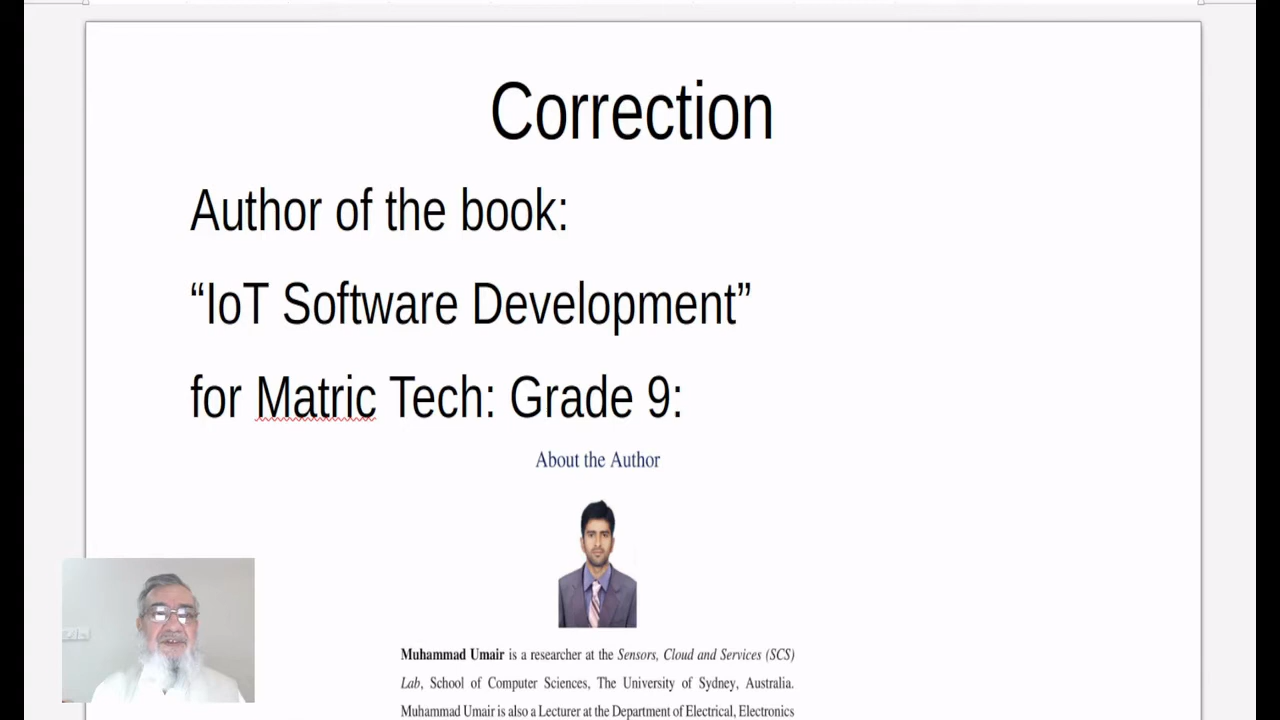 Correction
Author of the book:
“IoT Software Development”
for Matric Tech: Grade 9:
About the Author
Muhammad Umair is a researcher at the Sensors, Cloud and Services (SCS)
Lab, School of Computer Sciences, The University of Sydney, Australia.
Muhammad Umair is also a Lecturer at the Department of Electrical, Electronics